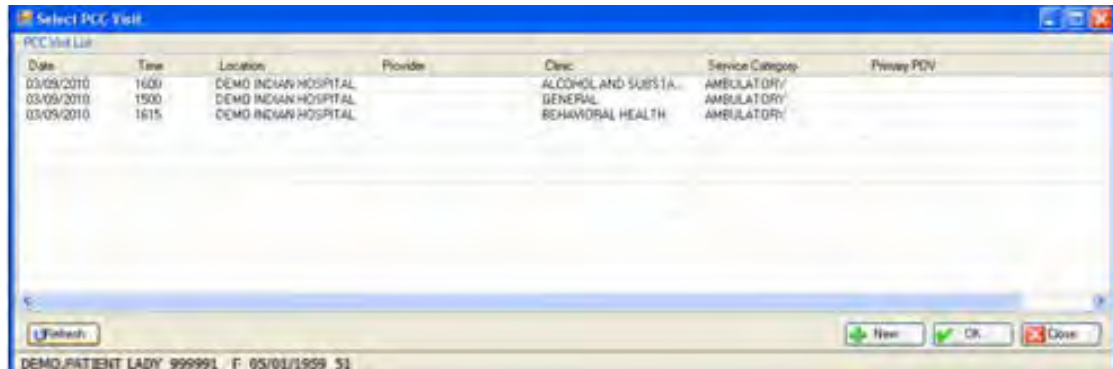 Select PCC Visit
PCC Visit List
Date Time Location Provider Clinic Service Category Primary POV
03/09/2010 1600 DEMO INDIAN HOSPITAL ALCOHOL AND SUBSTA... AMBULATORY
03/09/2010 1500 DEMO INDIAN HOSPITAL GENERAL AMBULATORY
03/09/2010 1615 DEMO INDIAN HOSPITAL BEHAVIORAL HEALTH AMBULATORY
Refresh New OK Close
DEMO,PATIENT LADY 999991 F 05/01/1959 51